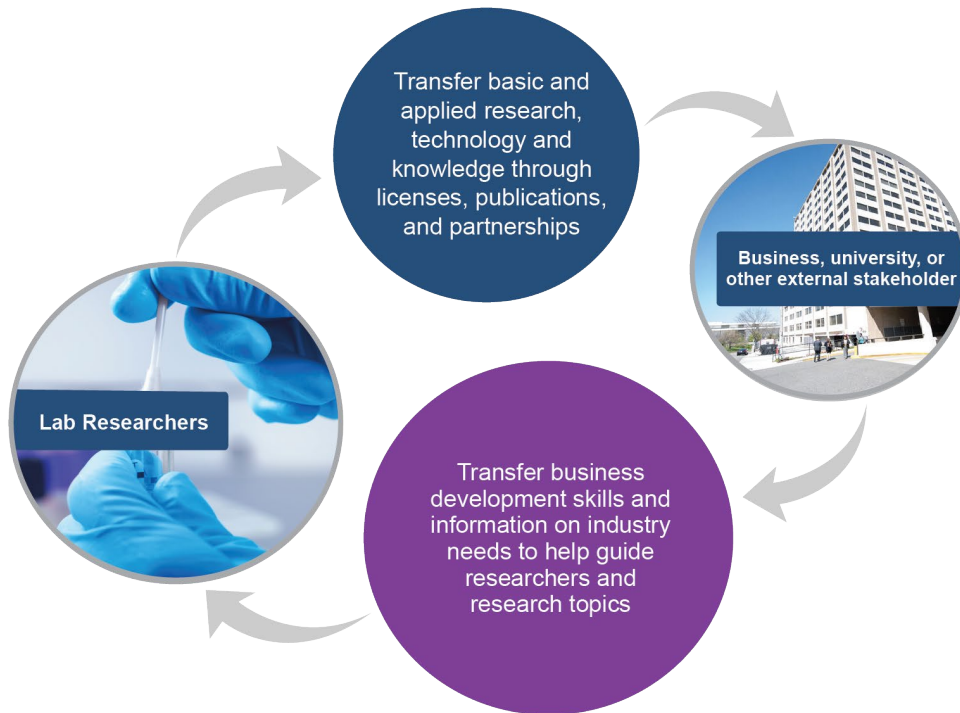 Transfer basic and
applied research,
technology and
knowledge through
licenses, publications,
and partnerships
Business, university, or
other external stakeholder
Lab Researchers
Transfer business
development skills and
information on industry
needs to help guide
researchers and
research topics